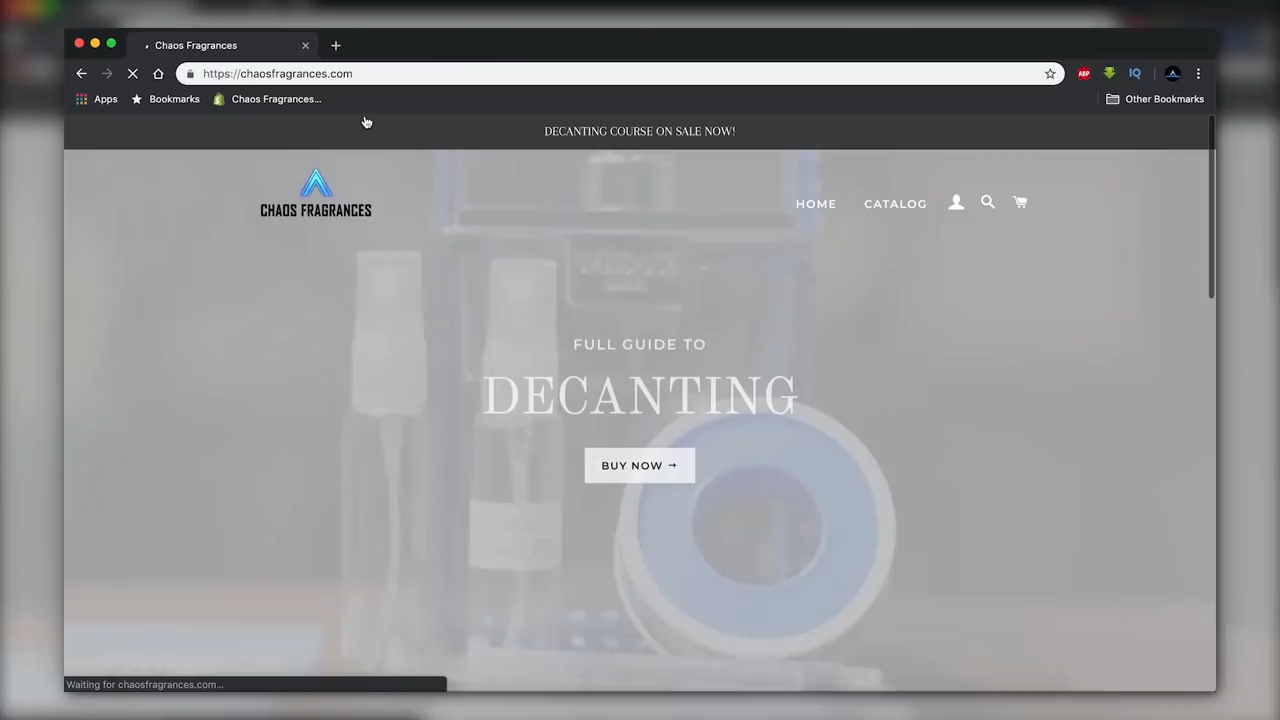 Chaos Fragrances
https://chaosfragrances.com
ABP
IQ
Apps
Bookmarks
Chaos Fragrances...
Other Bookmarks
DECANTING COURSE ON SALE NOW!
CHAOS FRAGRANCES
HOME
CATALOG
FULL GUIDE TO
DECANTING
BUY NOW →
Waiting for chaosfragrances.com...